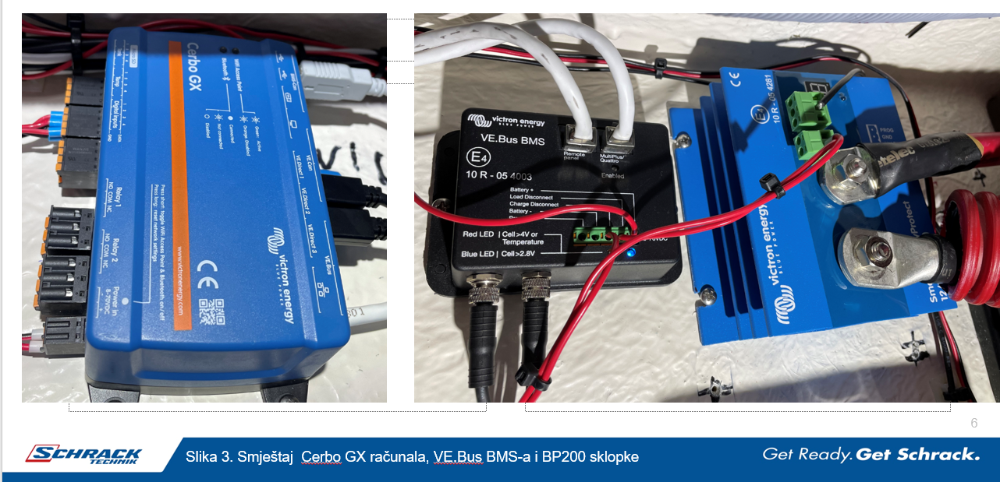 Cerbo GX
Bluetooth
WiFi Access Point
Disabled
Not connected
Connected
Orange: Disabled
Green: Active
Temp
Digital inputs
VE.Can
VE.Direct 1
VE.Direct 2
VE.Direct 3
VE.Bus
Relay 1
NO COM NC
Relay 2
NO COM NC
Power in
8-70VDC
Press short: toggle WiFi Access Point & Bluetooth on/off
Press long: reset network settings
www.victronenergy.com
CE
victron energy
BLUE POWER
victron energy
BLUE POWER
VE.Bus BMS
E4
10 R - 05 4003
Remote
panel
MultiPlus/
Quattro
Enabled
Battery +
Load Disconnect
Charge Disconnect
Battery -
Red LED | Cell>4V or
Temperature
Blue LED | Cell>2.8V
CE
E4
10 R - 05 4281
PROG
GND
victron energy
BLUE POWER
6
SCHRACK
TECHNIK
Slika 3. Smještaj Cerbo GX računala, VE.Bus BMS-a i BP200 sklopke
Get Ready. Get Schrack.